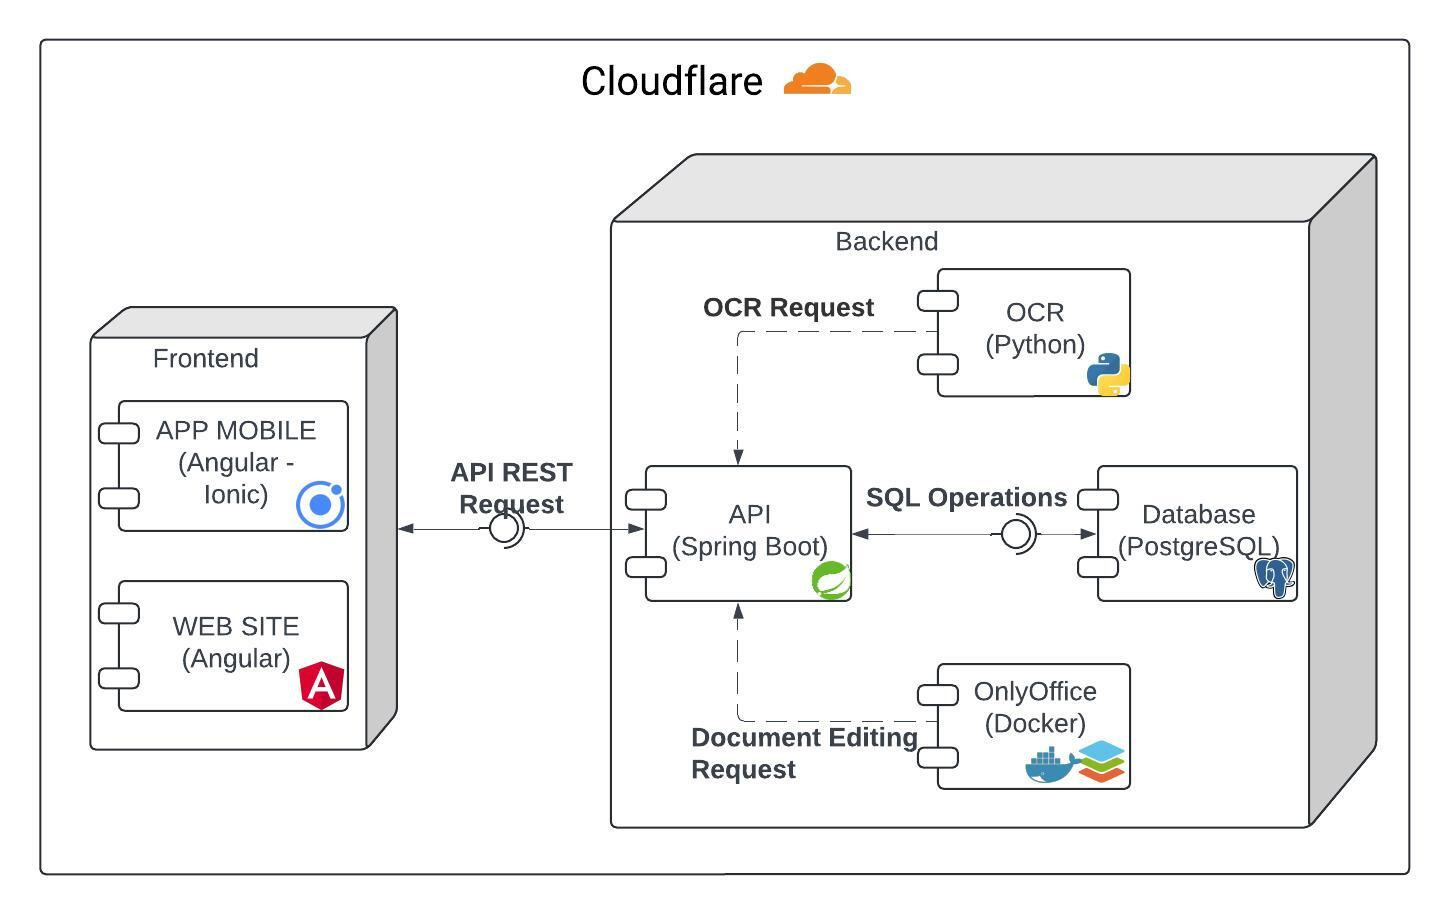 Cloudflare
Backend
OCR Request
OCR
(Python)
Frontend
APP MOBILE
(Angular -
Ionic)
API REST
Request
API
(Spring Boot)
SQL Operations
Database
(PostgreSQL)
WEB SITE
(Angular)
A
Document Editing
Request
OnlyOffice
(Docker)